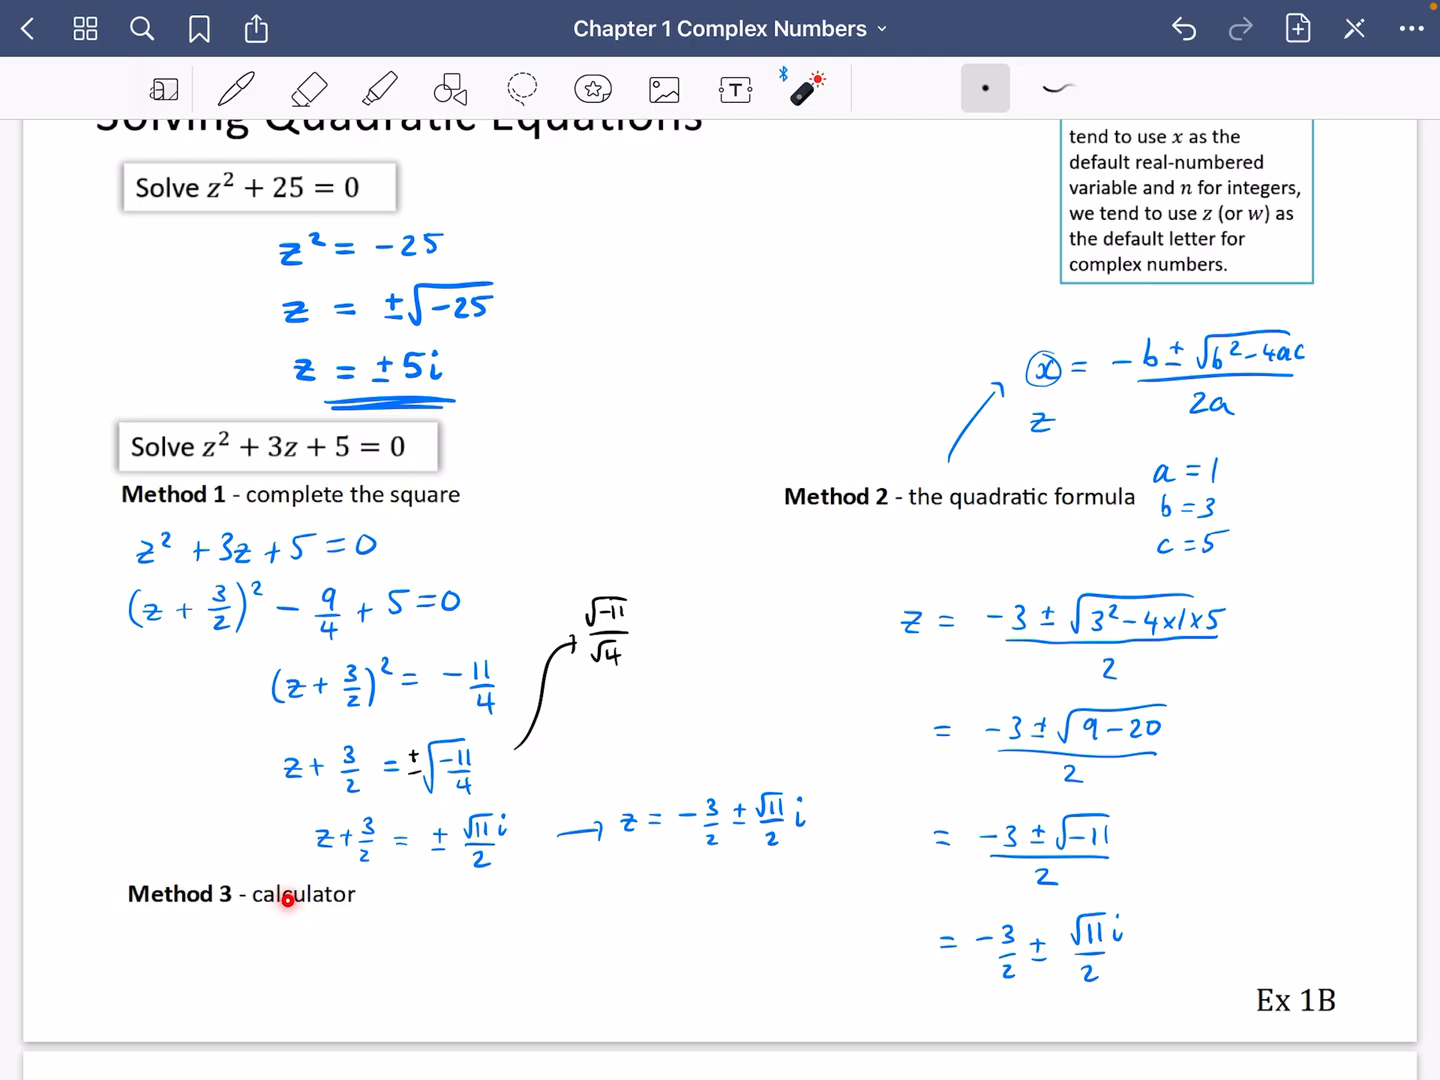 Chapter 1 Complex Numbers
Solving Quadratic Equations
tend to use x as the
default real-numbered
variable and n for integers,
we tend to use z (or w) as
the default letter for
complex numbers.
Solve z² + 25 = 0
z² = -25
z = ±√-25
z = ±5i
Solve z² + 3z + 5 = 0
Method 1 - complete the square
z² + 3z + 5 = 0
(z + 3/2)² - 9/4 + 5 = 0
(z + 3/2)² = -11/4
z + 3/2 = ±√(-11/4)
√-11/√4
z + 3/2 = ± √11 i/2 → z = -3/2 ± √11/2 i
Method 3 - calculator
x = -b ± √(b² - 4ac) / 2a
z
Method 2 - the quadratic formula
a = 1
b = 3
c = 5
z = -3 ± √(3² - 4×1×5) / 2
= -3 ± √(9 - 20) / 2
= -3 ± √-11 / 2
= -3/2 ± √11 i/2
Ex 1B